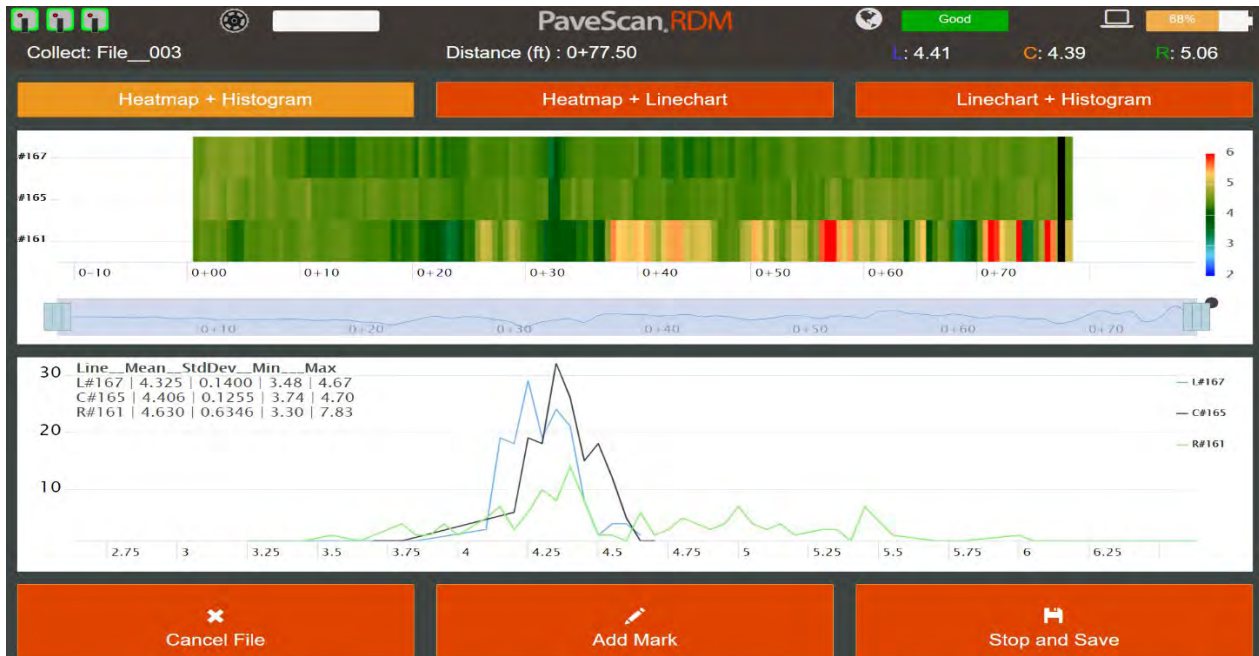 PaveScan.RDM
Good
68%
Collect: File__003
Distance (ft) : 0+77.50
L: 4.41
C: 4.39
R: 5.06
Heatmap + Histogram
Heatmap + Linechart
Linechart + Histogram
#167
#165
#161
6
5
4
3
2
0-10
0+00
0+10
0+20
0+30
0+40
0+50
0+60
0+70
0+10
0+20
0+30
0+40
0+50
0+60
0+70
30
20
10
Line__Mean__StdDev__Min___Max
L#167 | 4.325 | 0.1400 | 3.48 | 4.67
C#165 | 4.406 | 0.1255 | 3.74 | 4.70
R#161 | 4.630 | 0.6346 | 3.30 | 7.83
L#167
C#165
R#161
2.75
3
3.25
3.5
3.75
4
4.25
4.5
4.75
5
5.25
5.5
5.75
6
6.25
Cancel File
Add Mark
Stop and Save